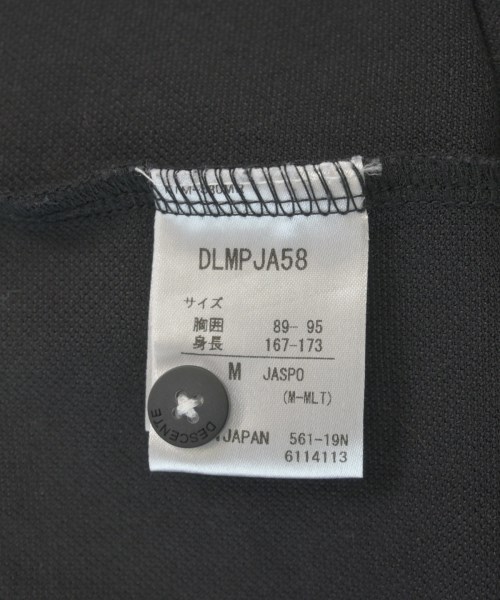 DLMPJA58
サイズ
胸囲 89- 95
身長 167-173
M JASPO
(M-MLT)
DESCENTE
N JAPAN 561-19N
6114113